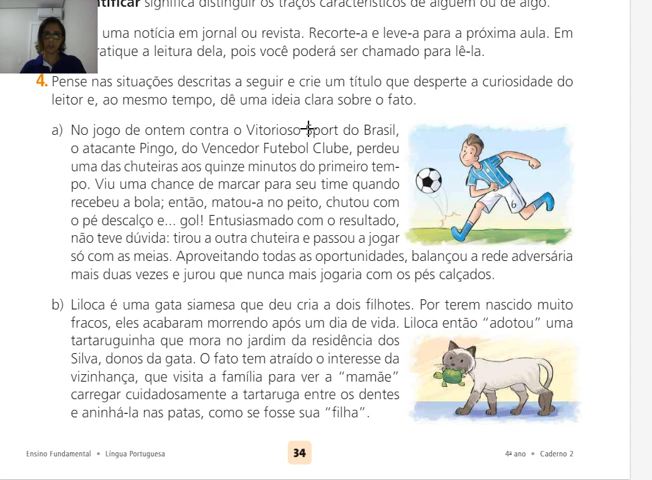 ntificar significa distinguir os traços característicos de alguém ou de algo.
uma notícia em jornal ou revista. Recorte-a e leve-a para a próxima aula. Em
ratique a leitura dela, pois você poderá ser chamado para lê-la.
4. Pense nas situações descritas a seguir e crie um título que desperte a curiosidade do
leitor e, ao mesmo tempo, dê uma ideia clara sobre o fato.
a) No jogo de ontem contra o Vitorioso Sport do Brasil,
o atacante Pingo, do Vencedor Futebol Clube, perdeu
uma das chuteiras aos quinze minutos do primeiro tem-
po. Viu uma chance de marcar para seu time quando
recebeu a bola; então, matou-a no peito, chutou com
o pé descalço e... gol! Entusiasmado com o resultado,
não teve dúvida: tirou a outra chuteira e passou a jogar
só com as meias. Aproveitando todas as oportunidades, balançou a rede adversária
mais duas vezes e jurou que nunca mais jogaria com os pés calçados.
b) Liloca é uma gata siamesa que deu cria a dois filhotes. Por terem nascido muito
fracos, eles acabaram morrendo após um dia de vida. Liloca então “adotou” uma
tartaruguinha que mora no jardim da residência dos
Silva, donos da gata. O fato tem atraído o interesse da
vizinhança, que visita a família para ver a “mamãe”
carregar cuidadosamente a tartaruga entre os dentes
e aninhá-la nas patas, como se fosse sua “filha”.
Ensino Fundamental • Língua Portuguesa
34
4º ano • Caderno 2